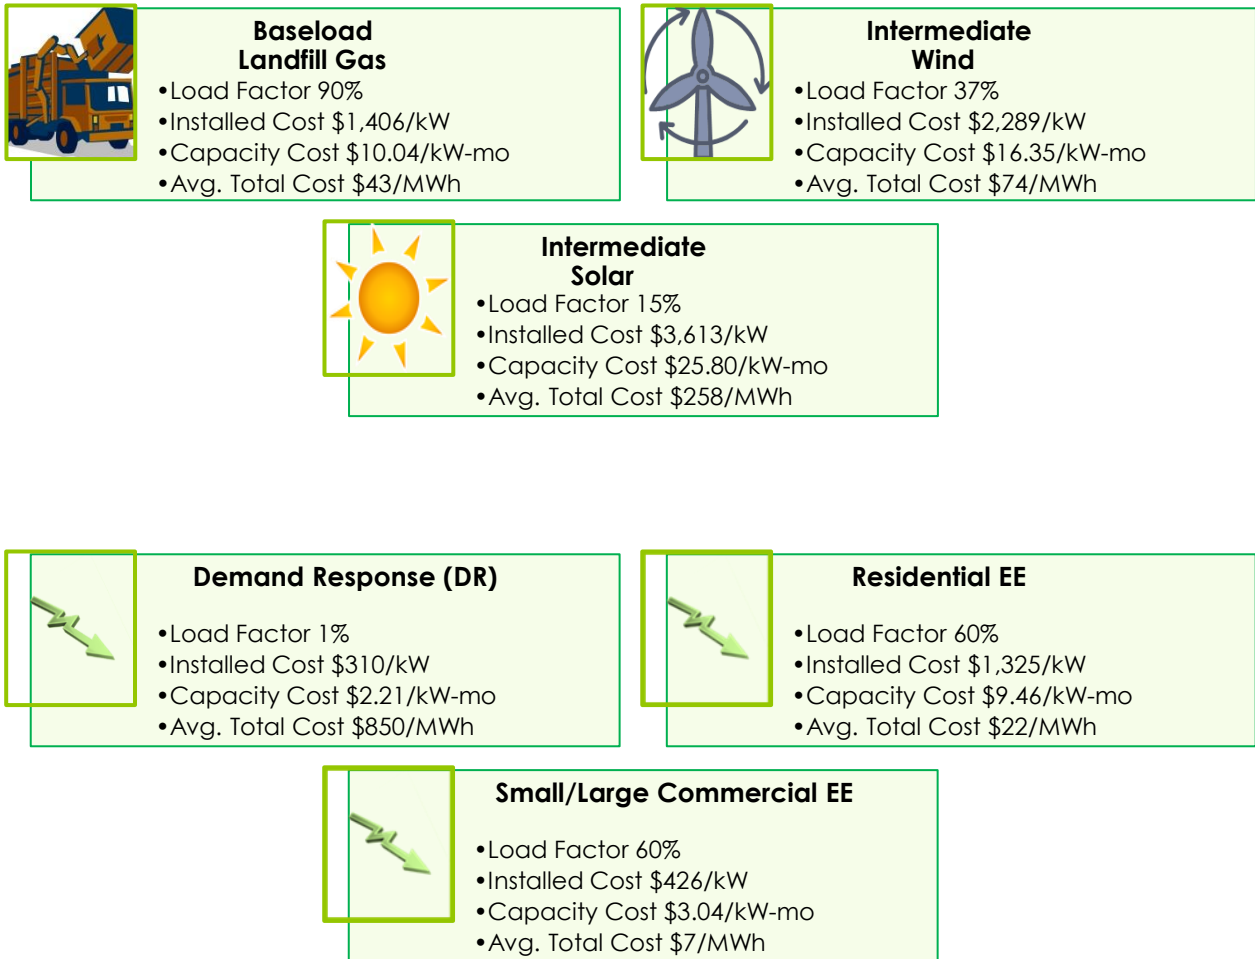 Baseload
Landfill Gas
•Load Factor 90%
•Installed Cost $1,406/kW
•Capacity Cost $10.04/kW-mo
•Avg. Total Cost $43/MWh
Intermediate
Wind
•Load Factor 37%
•Installed Cost $2,289/kW
•Capacity Cost $16.35/kW-mo
•Avg. Total Cost $74/MWh
Intermediate
Solar
•Load Factor 15%
•Installed Cost $3,613/kW
•Capacity Cost $25.80/kW-mo
•Avg. Total Cost $258/MWh
Demand Response (DR)
•Load Factor 1%
•Installed Cost $310/kW
•Capacity Cost $2.21/kW-mo
•Avg. Total Cost $850/MWh
Residential EE
•Load Factor 60%
•Installed Cost $1,325/kW
•Capacity Cost $9.46/kW-mo
•Avg. Total Cost $22/MWh
Small/Large Commercial EE
•Load Factor 60%
•Installed Cost $426/kW
•Capacity Cost $3.04/kW-mo
•Avg. Total Cost $7/MWh